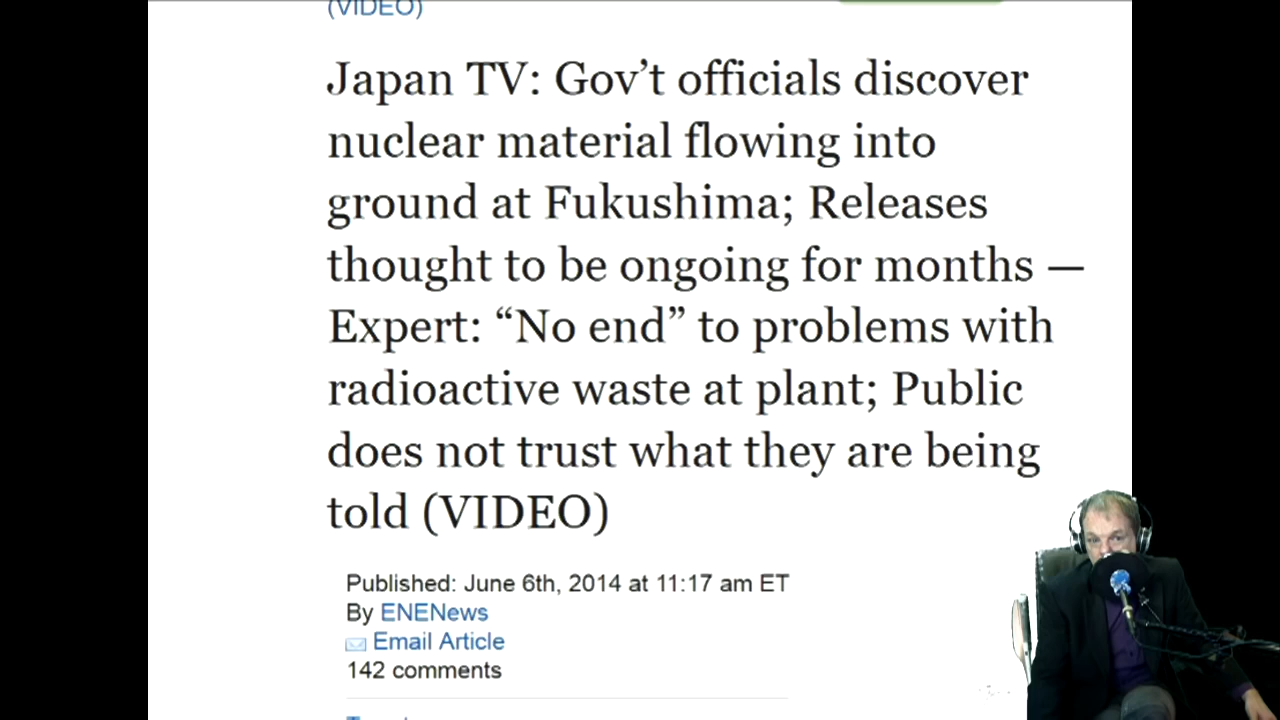 (VIDEO)
Japan TV: Gov’t officials discover
nuclear material flowing into
ground at Fukushima; Releases
thought to be ongoing for months —
Expert: “No end” to problems with
radioactive waste at plant; Public
does not trust what they are being
told (VIDEO)
Published: June 6th, 2014 at 11:17 am ET
By ENENews
Email Article
142 comments